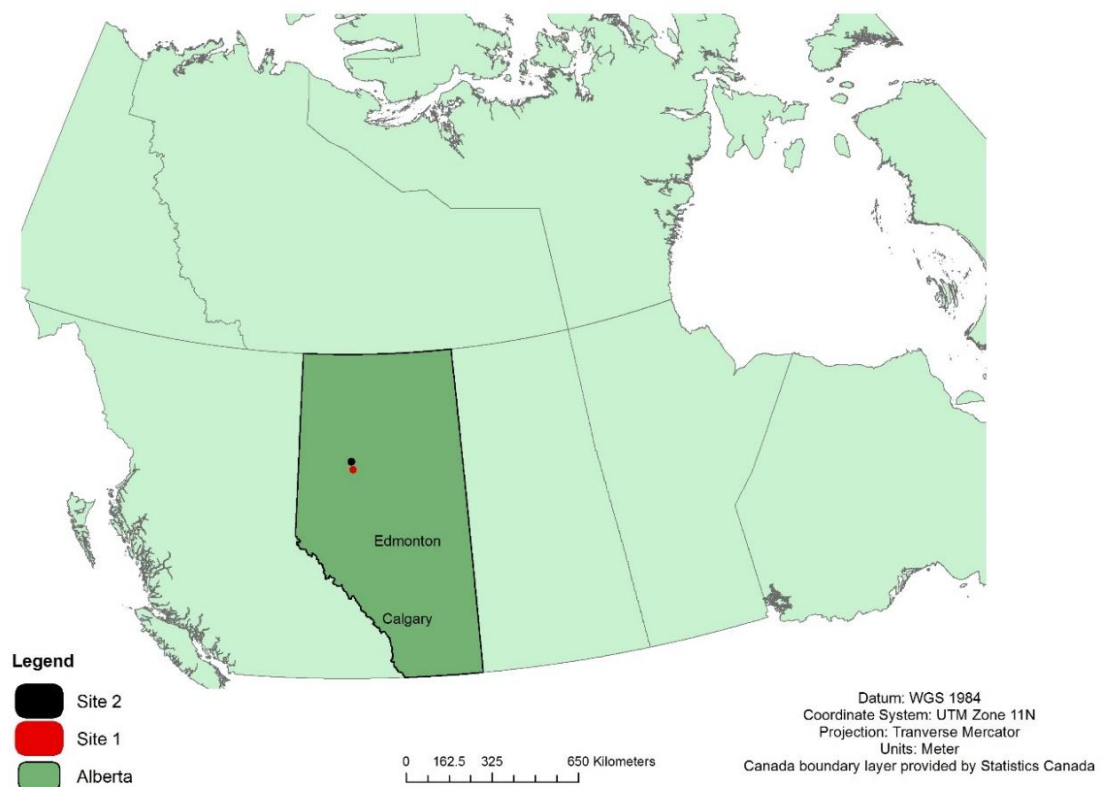 Edmonton
Calgary
Legend
Site 2
Site 1
Alberta
0 162.5 325 650 Kilometers
Datum: WGS 1984
Coordinate System: UTM Zone 11N
Projection: Tranverse Mercator
Units: Meter
Canada boundary layer provided by Statistics Canada